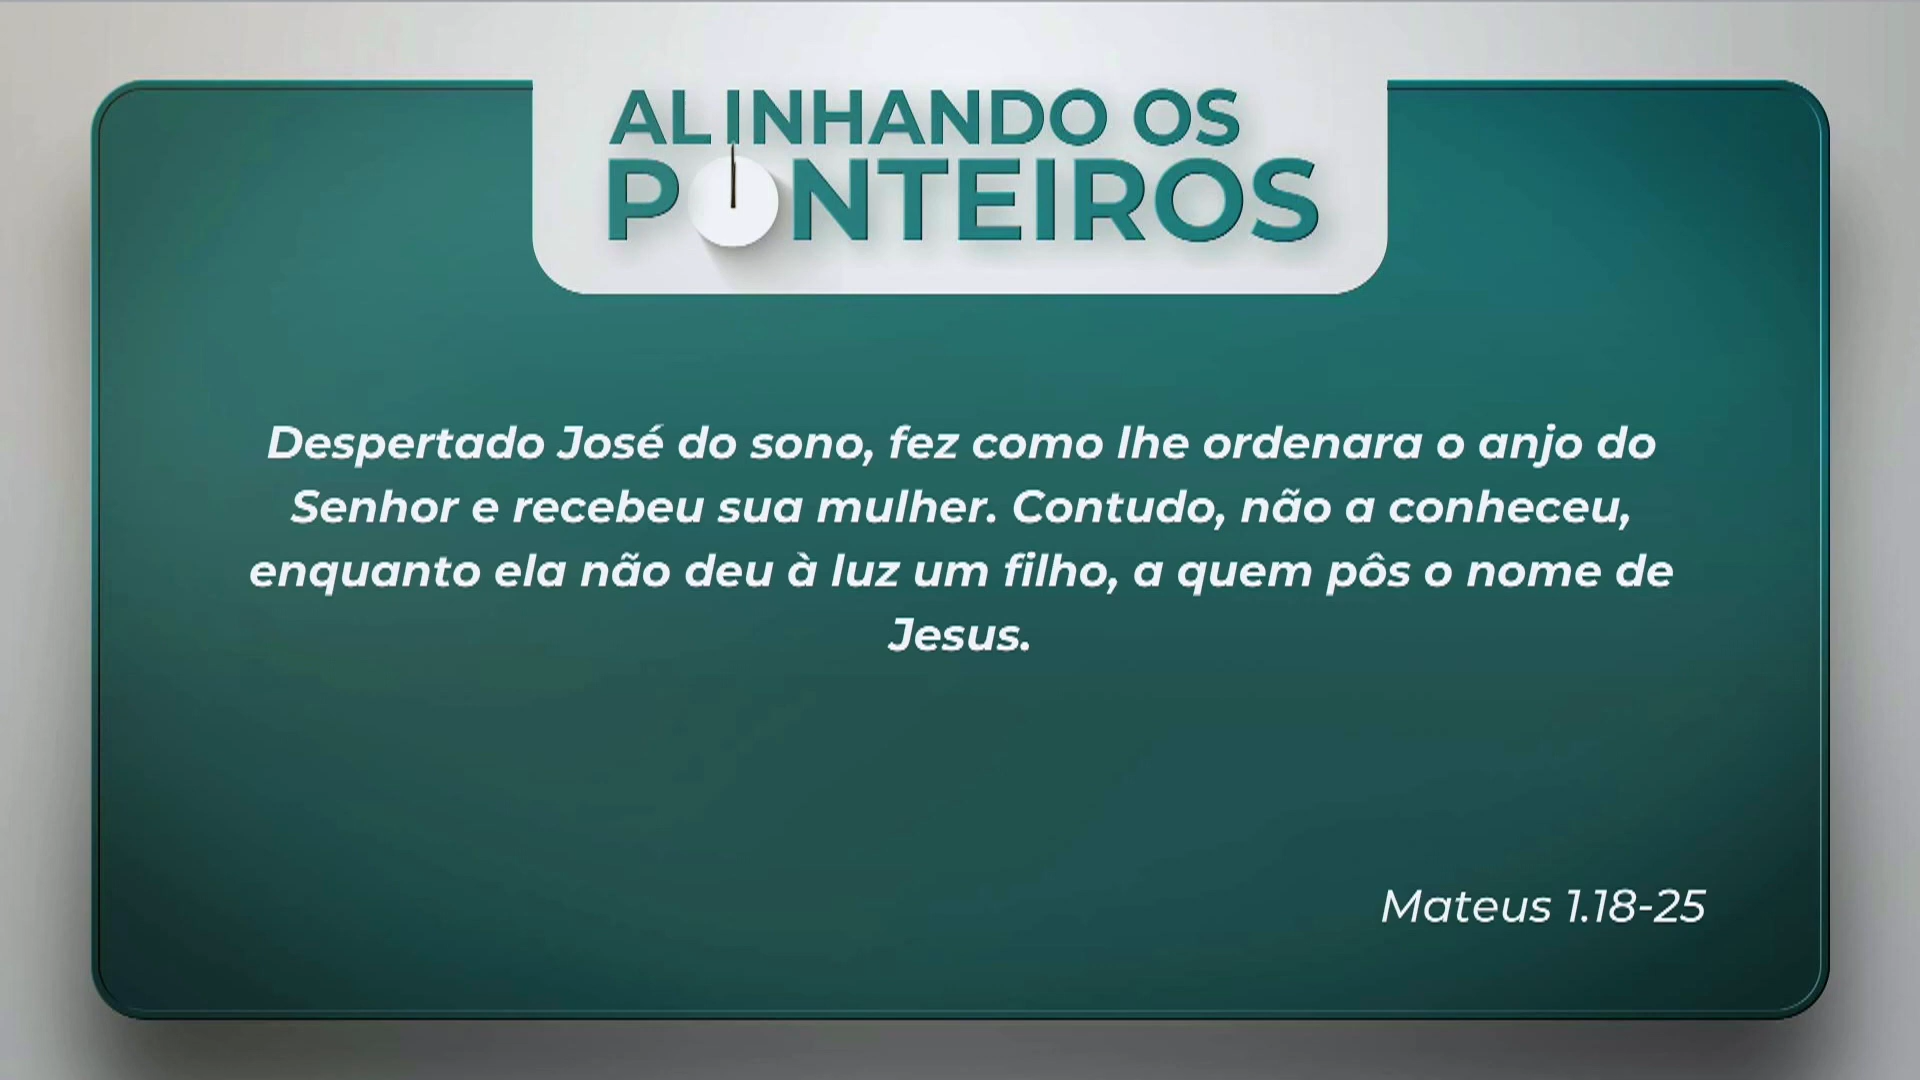 ALINHANDO OS
PONTEIROS
Despertado José do sono, fez como lhe ordenara o anjo do
Senhor e recebeu sua mulher. Contudo, não a conheceu,
enquanto ela não deu à luz um filho, a quem pôs o nome de
Jesus.
Mateus 1.18-25